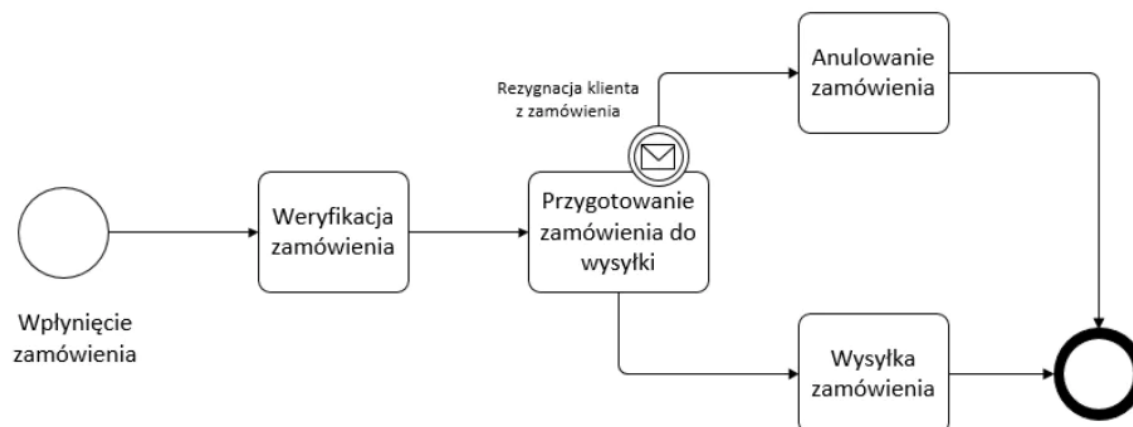 Anulowanie
zamówienia
Rezygnacja klienta
z zamówienia
Weryfikacja
zamówienia
Przygotowanie
zamówienia do
wysyłki
Wpłynięcie
zamówienia
Wysyłka
zamówienia